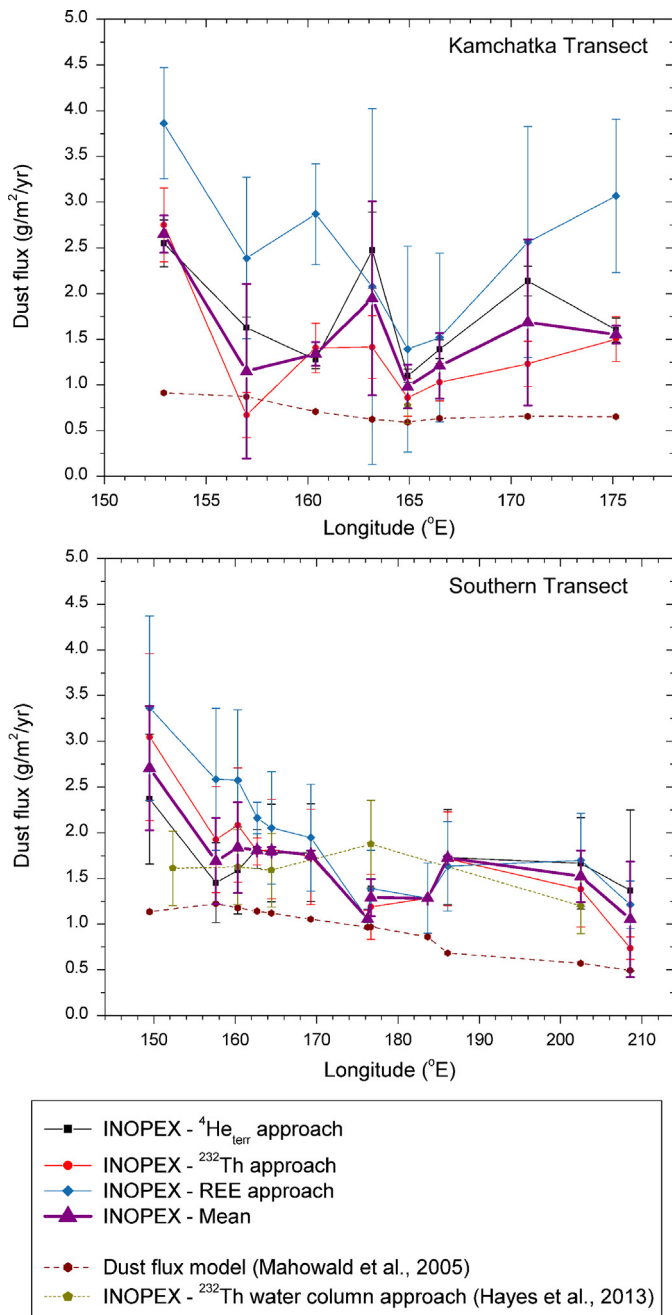 Kamchatka Transect
5.0
4.5
4.0
3.5
3.0
2.5
2.0
1.5
1.0
0.5
0.0
Dust flux (g/m²/yr)
150 155 160 165 170 175
Longitude (°E)
Southern Transect
5.0
4.5
4.0
3.5
3.0
2.5
2.0
1.5
1.0
0.5
0.0
Dust flux (g/m²/yr)
150 160 170 180 190 200 210
Longitude (°E)
INOPEX - ⁴He_terr approach
INOPEX - ²³²Th approach
INOPEX - REE approach
INOPEX - Mean
Dust flux model (Mahowald et al., 2005)
INOPEX - ²³²Th water column approach (Hayes et al., 2013)